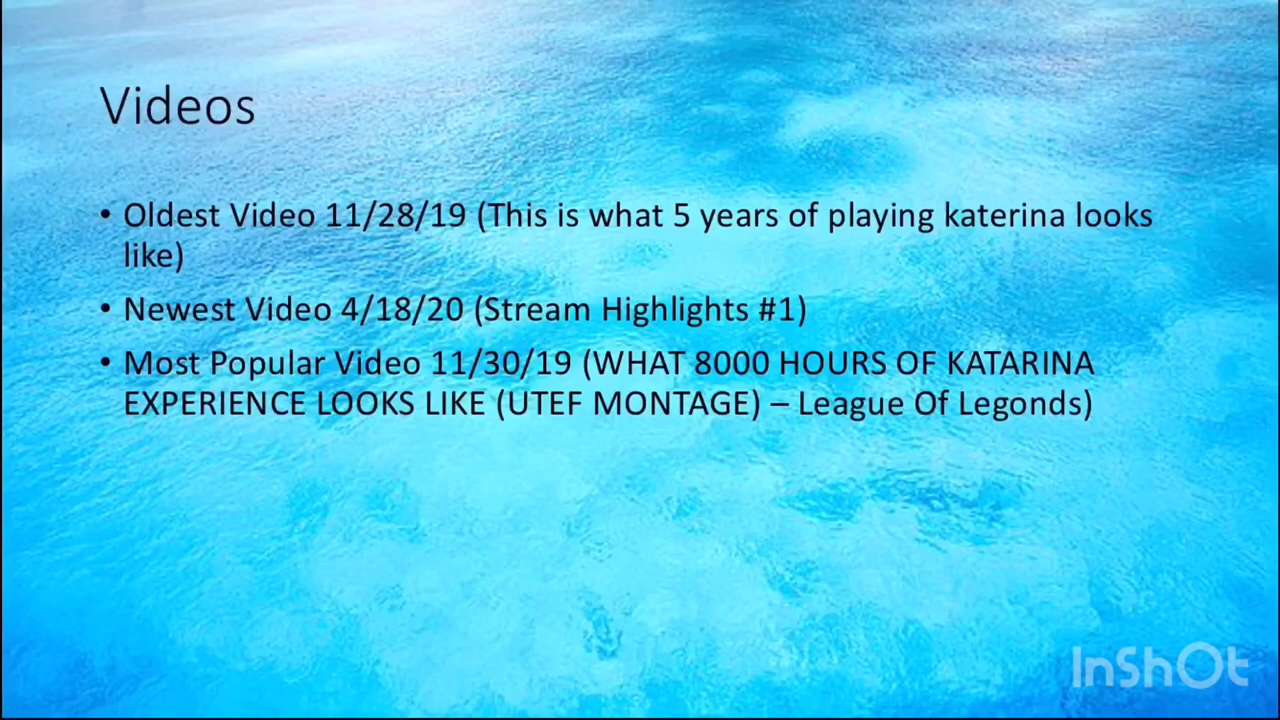 Videos
• Oldest Video 11/28/19 (This is what 5 years of playing katerina looks
like)
• Newest Video 4/18/20 (Stream Highlights #1)
• Most Popular Video 11/30/19 (WHAT 8000 HOURS OF KATARINA
EXPERIENCE LOOKS LIKE (UTEF MONTAGE) – League Of Legonds)
InShOt